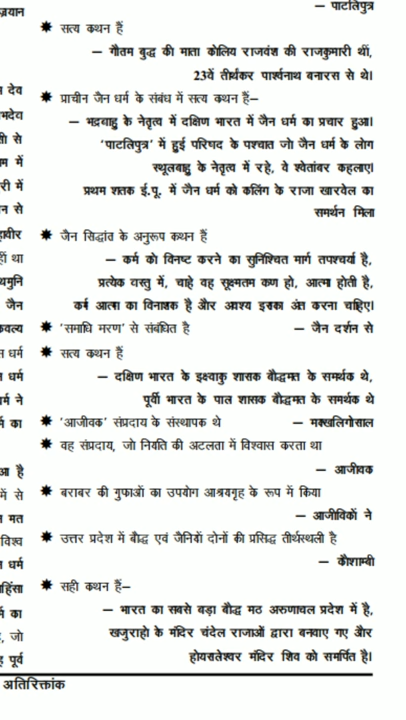 ज्रयान
— पाटलिपुत्र
✷ सत्य कथन हैं
— गौतम बुद्ध की माता कोलिय राजवंश की राजकुमारी थीं,
23वें तीर्थंकर पार्श्वनाथ बनारस से थे।
✷ प्राचीन जैन धर्म के संबंध में सत्य कथन हैं–
— भद्रबाहु के नेतृत्व में दक्षिण भारत में जैन धर्म का प्रचार हुआ।
‘पाटलिपुत्र’ में हुई परिषद के पश्चात जो जैन धर्म के लोग
स्थूलबाहु के नेतृत्व में रहे, वे श्वेतांबर कहलाए।
प्रथम शतक ई.पू. में जैन धर्म को कलिंग के राजा खारवेल का
समर्थन मिला
✷ जैन सिद्धांत के अनुरूप कथन हैं
— कर्म को विनष्ट करने का सुनिश्चित मार्ग तपश्चर्या है,
प्रत्येक वस्तु में, चाहे वह सूक्ष्मतम कण हो, आत्मा होती है,
कर्म आत्मा का विनाशक है और अवश्य इसका अंत करना चाहिए।
✷ ‘समाधि मरण’ से संबंधित है — जैन दर्शन से
✷ सत्य कथन हैं
— दक्षिण भारत के इक्ष्वाकु शासक बौद्धमत के समर्थक थे,
पूर्वी भारत के पाल शासक बौद्धमत के समर्थक थे
✷ ‘आजीवक’ संप्रदाय के संस्थापक थे — मक्खलिगोसाल
✷ वह संप्रदाय, जो नियति की अटलता में विश्वास करता था
— आजीवक
✷ बराबर की गुफाओं का उपयोग आश्रयगृह के रूप में किया
— आजीविकों ने
✷ उत्तर प्रदेश में बौद्ध एवं जैनियों दोनों की प्रसिद्ध तीर्थस्थली है
— कौशाम्बी
✷ सही कथन हैं–
— भारत का सबसे बड़ा बौद्ध मठ अरुणाचल प्रदेश में है,
खजुराहो के मंदिर चंदेल राजाओं द्वारा बनवाए गए और
होयसलेश्वर मंदिर शिव को समर्पित है।
अतिरिक्तांक